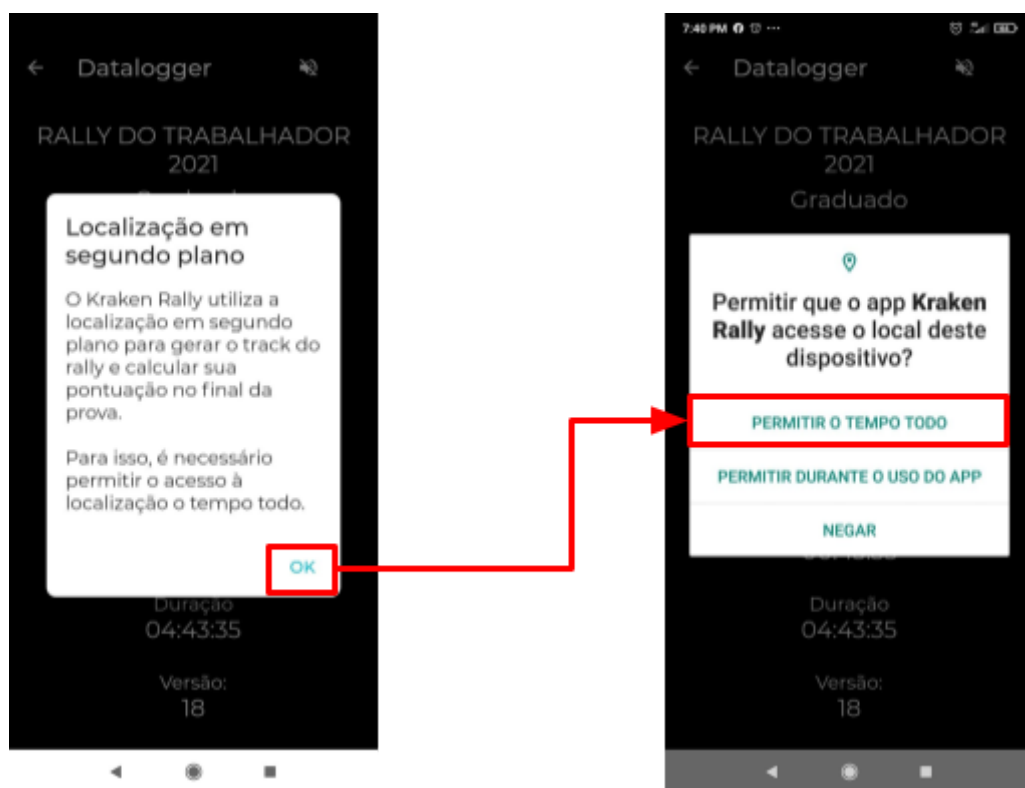 Datalogger
RALLY DO TRABALHADOR
2021
Localização em
segundo plano
O Kraken Rally utiliza a
localização em segundo
plano para gerar o track do
rally e calcular sua
pontuação no final da
prova.
Para isso, é necessário
permitir o acesso à
localização o tempo todo.
OK
Duração
04:43:35
Versão:
18
7:40 PM
Datalogger
RALLY DO TRABALHADOR
2021
Graduado
Permitir que o app Kraken
Rally acesse o local deste
dispositivo?
PERMITIR O TEMPO TODO
PERMITIR DURANTE O USO DO APP
NEGAR
Duração
04:43:35
Versão:
18